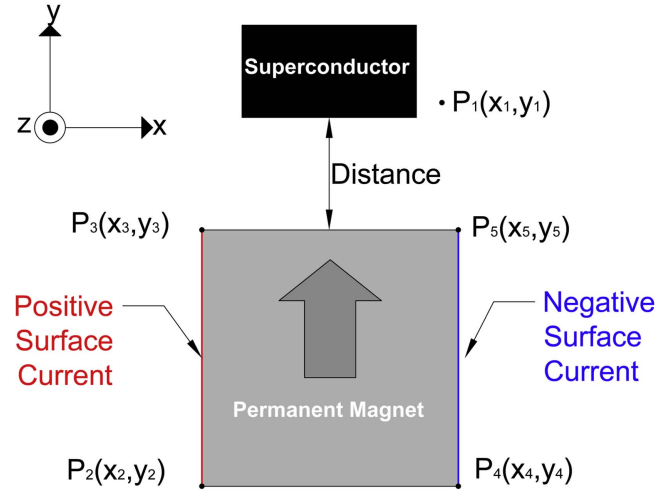 y
z
x
Superconductor
P₁(x₁,y₁)
Distance
P₃(x₃,y₃)
P₅(x₅,y₅)
Positive
Surface
Current
Negative
Surface
Current
Permanent Magnet
P₂(x₂,y₂)
P₄(x₄,y₄)